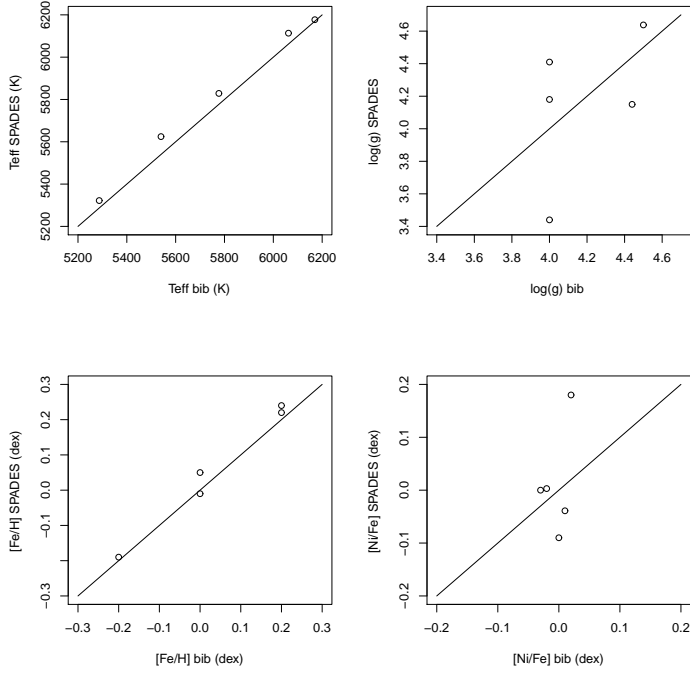 5200 5400 5600 5800 6000 6200
5200 5400 5600 5800 6000 6200
Teff bib (K)
Teff SPADES (K)
3.4 3.6 3.8 4.0 4.2 4.4 4.6
3.4 3.6 3.8 4.0 4.2 4.4 4.6
log(g) bib
log(g) SPADES
−0.3 −0.2 −0.1 0.0 0.1 0.2 0.3
−0.3 −0.1 0.0 0.1 0.2 0.3
[Fe/H] bib (dex)
[Fe/H] SPADES (dex)
−0.2 −0.1 0.0 0.1 0.2
−0.2 −0.1 0.0 0.1 0.2
[Ni/Fe] bib (dex)
[Ni/Fe] SPADES (dex)